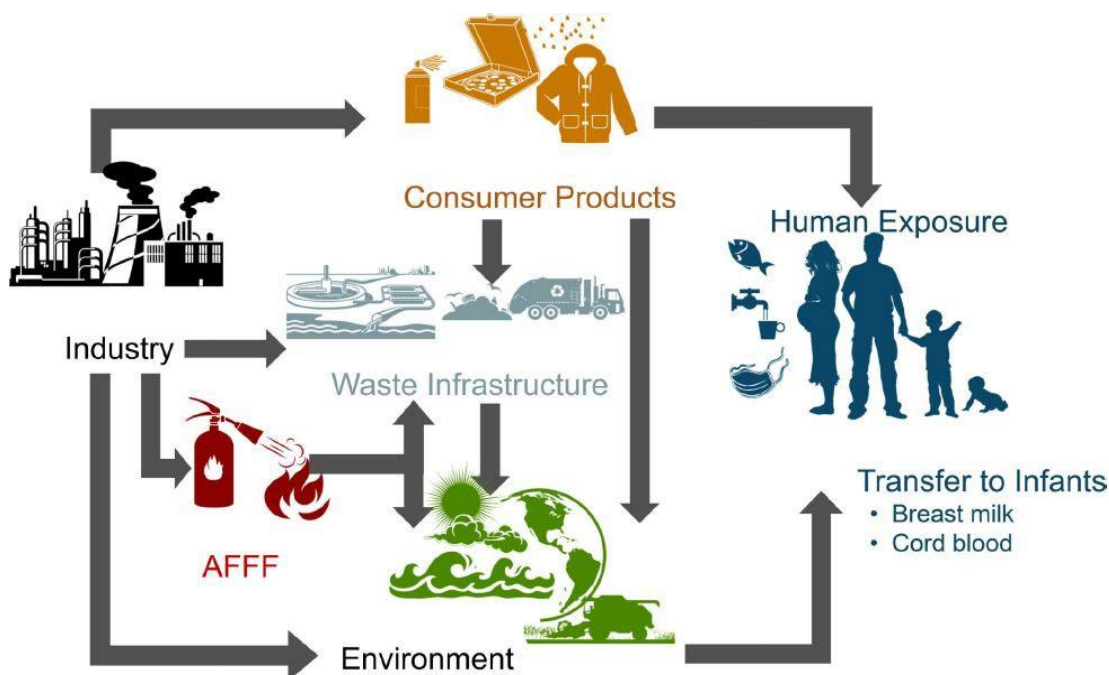 Consumer Products
Human Exposure
Industry
Waste Infrastructure
AFFF
Transfer to Infants
• Breast milk
• Cord blood
Environment